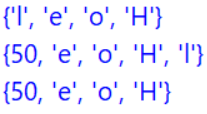 {'l', 'e', 'o', 'H'}
{50, 'e', 'o', 'H', 'l'}
{50, 'e', 'o', 'H'}